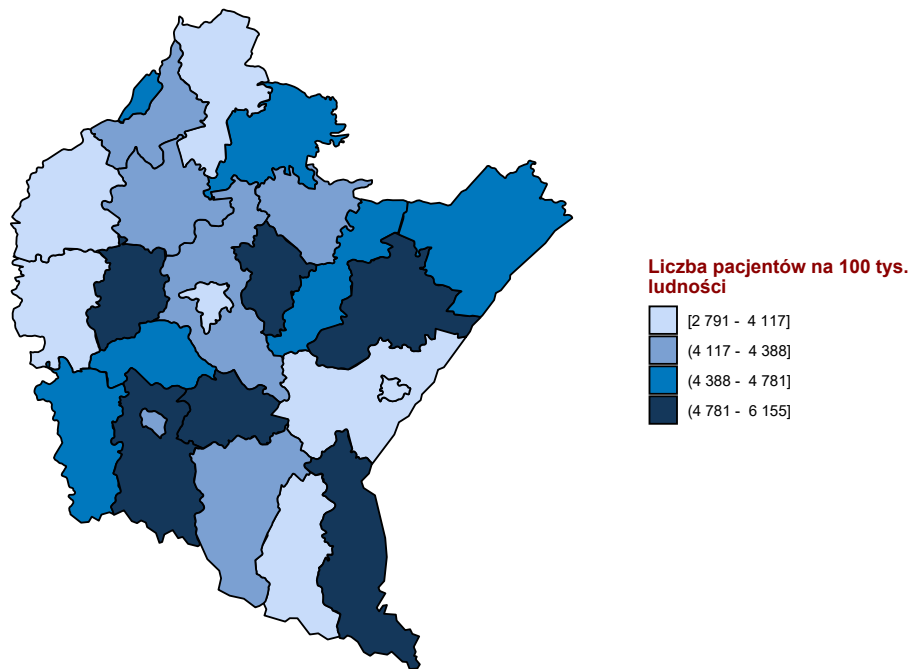 Liczba pacjentów na 100 tys.
ludności
[2 791 - 4 117]
(4 117 - 4 388]
(4 388 - 4 781]
(4 781 - 6 155]